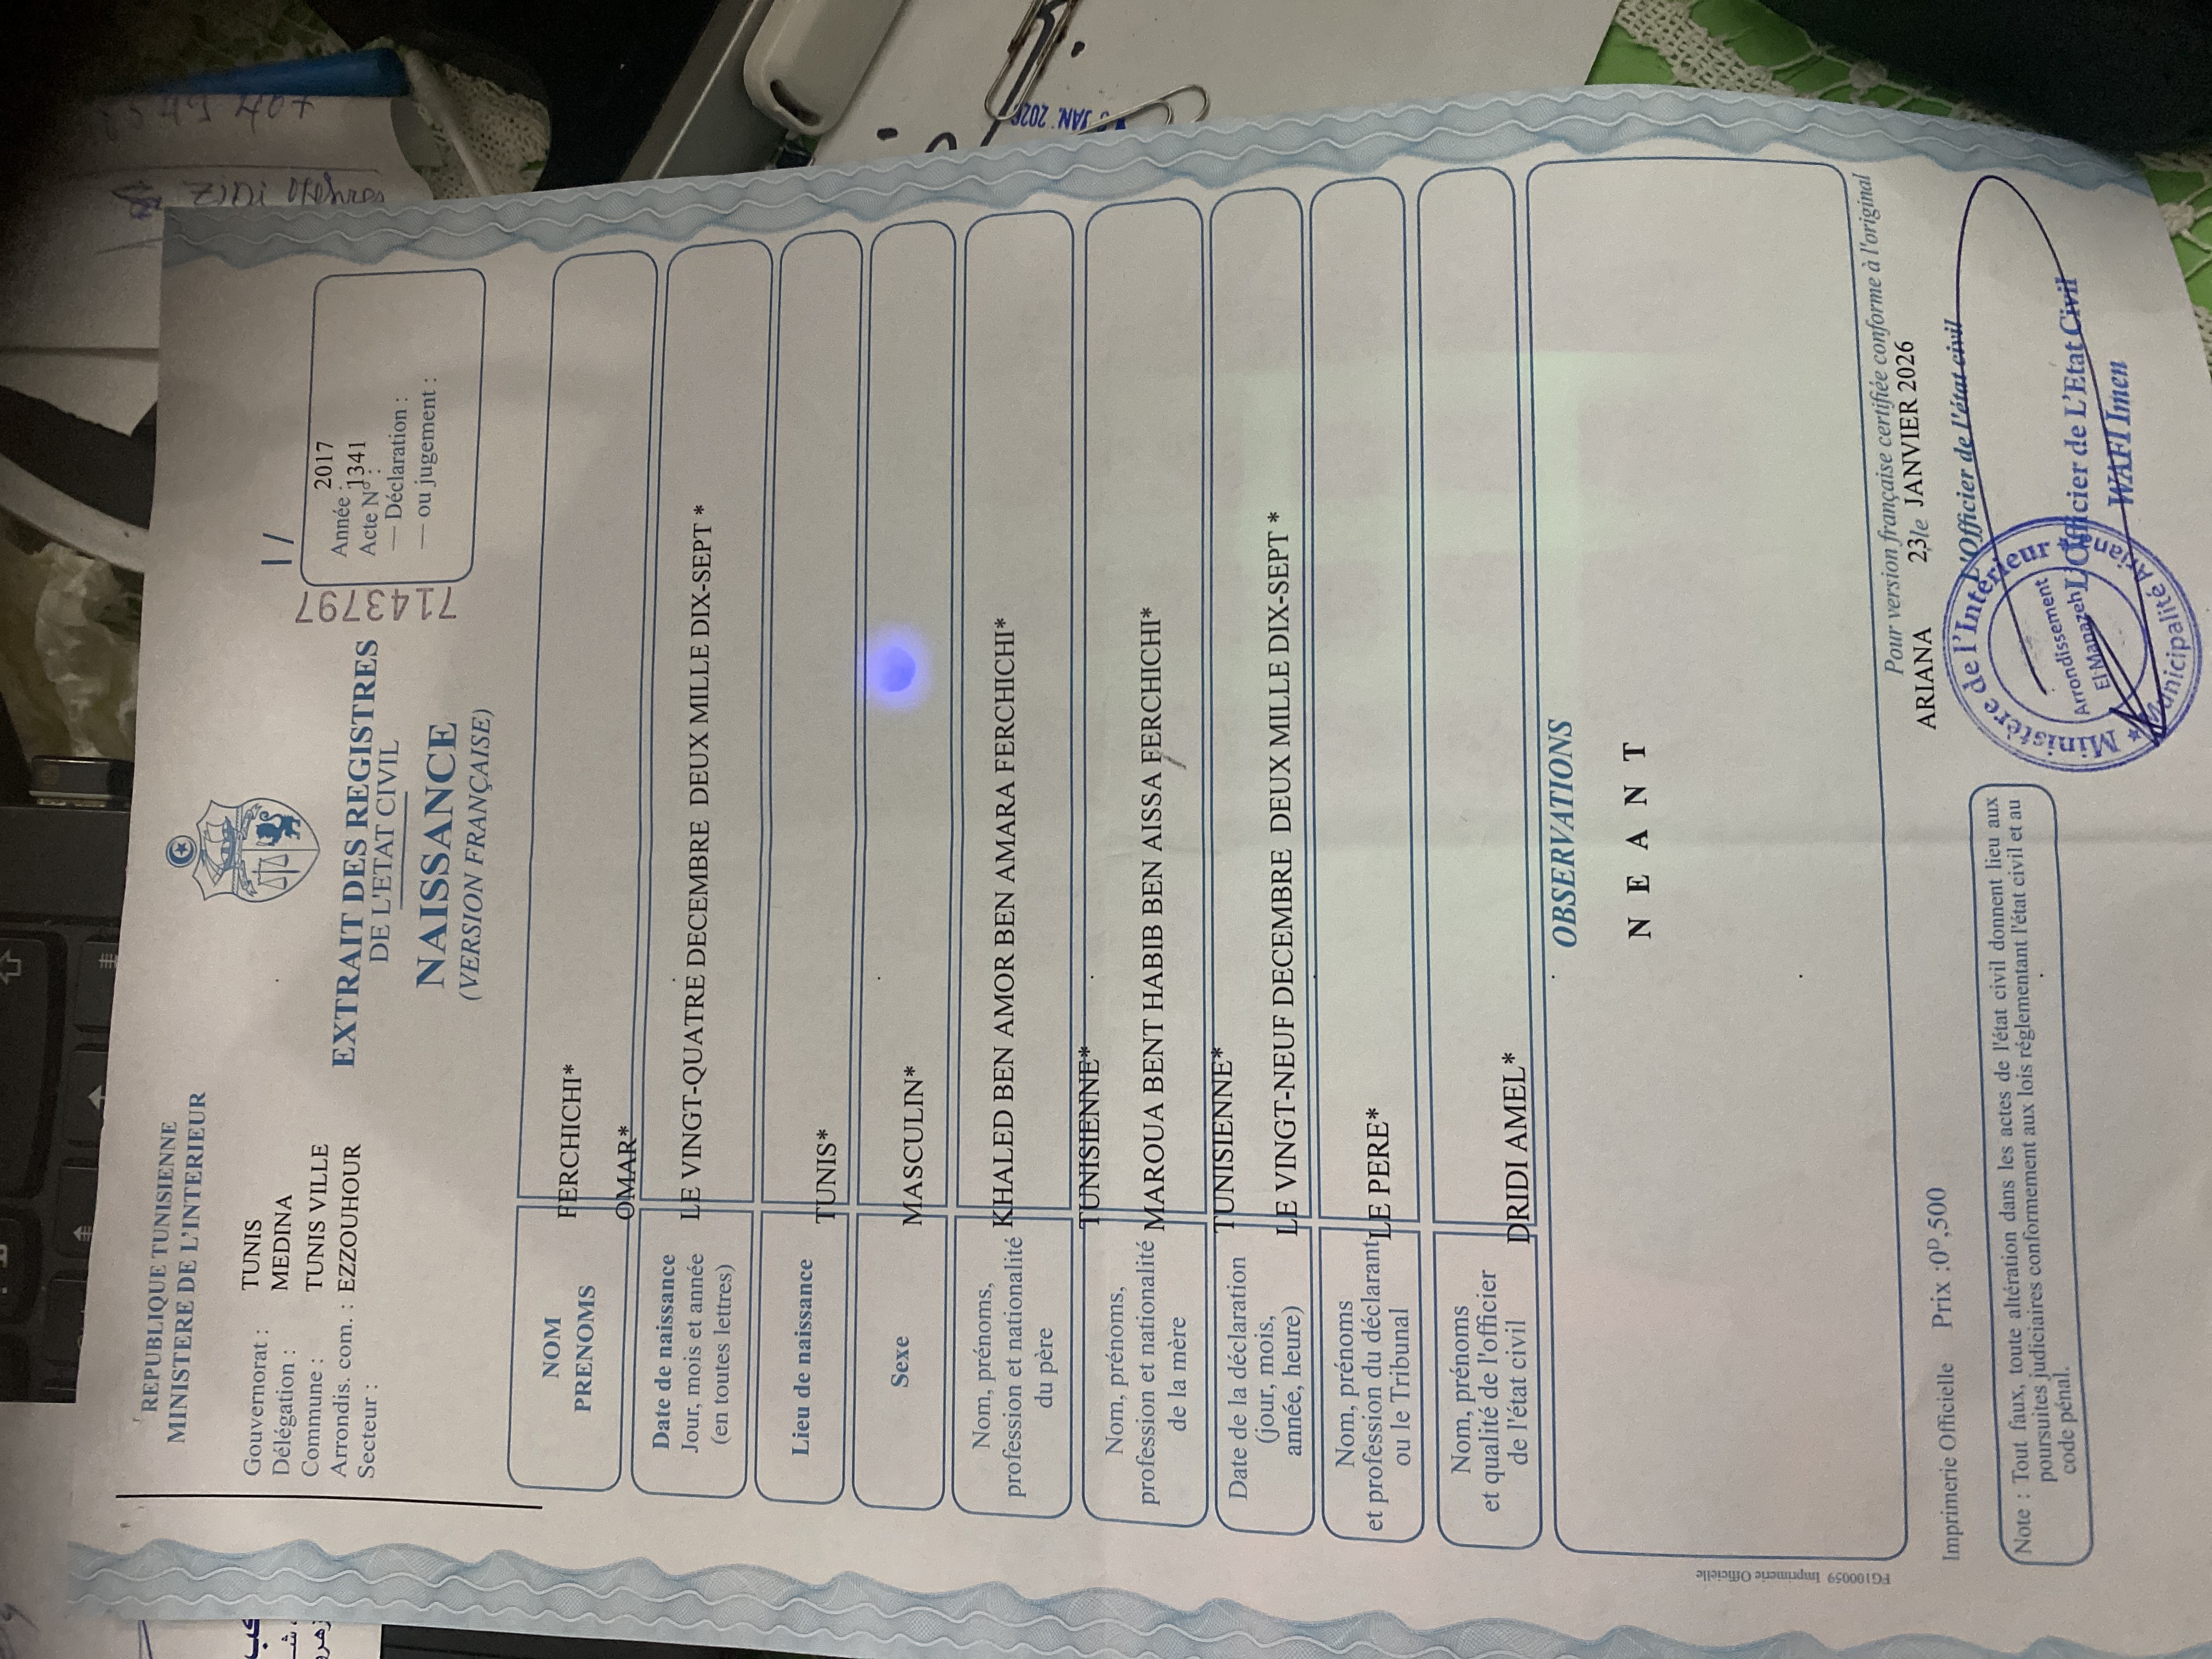 REPUBLIQUE TUNISIENNE
MINISTERE DE L'INTERIEUR
Gouvernorat : TUNIS
Délégation : MEDINA
Commune : TUNIS VILLE
Arrondis. com. : EZZOUHOUR
Secteur :
EXTRAIT DES REGISTRES
DE L'ETAT CIVIL
NAISSANCE
(VERSION FRANÇAISE)
7143797
Année : 2017
Acte N° : 1341
— Déclaration :
— ou jugement :
NOM FERCHICHI*
PRENOMS OMAR*
Date de naissance
Jour, mois et année
(en toutes lettres)
LE VINGT-QUATRE DECEMBRE DEUX MILLE DIX-SEPT *
Lieu de naissance TUNIS*
Sexe MASCULIN*
Nom, prénoms,
profession et nationalité
du père
KHALED BEN AMOR BEN AMARA FERCHICHI*
TUNISIENNE*
Nom, prénoms,
profession et nationalité
de la mère
MAROUA BENT HABIB BEN AISSA FERCHICHI*
TUNISIENNE*
Date de la déclaration
(jour, mois,
année, heure)
LE VINGT-NEUF DECEMBRE DEUX MILLE DIX-SEPT *
Nom, prénoms
et profession du déclarant
ou le Tribunal
LE PERE*
Nom, prénoms
et qualité de l'officier
de l'état civil
DRIDI AMEL*
OBSERVATIONS
N E A N T
Pour version française certifiée conforme à l'original
ARIANA 23 le JANVIER 2026
l'Officier de l'état civil
L'Officier de L'Etat Civil
WAFI Imen
Ministère de l'Intérieur
Municipalité Ariana
Arrondissement
El Manazeh
Imprimerie Officielle Prix :0ᴰ,500
Note : Tout faux, toute altération dans les actes de l'état civil donnent lieu aux
poursuites judiciaires conformement aux lois réglementant l'état civil et au
code pénal.
FG100059 Imprimerie Officielle
JAN. 2026